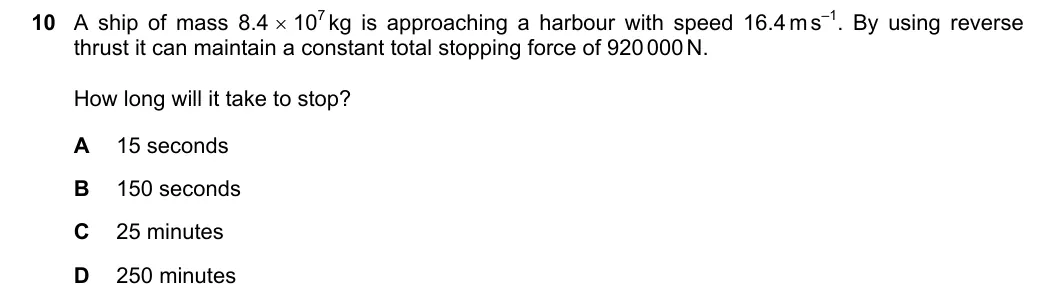 10 A ship of mass 8.4 × 10⁷ kg is approaching a harbour with speed 16.4 m s⁻¹. By using reverse
thrust it can maintain a constant total stopping force of 920 000 N.
How long will it take to stop?
A 15 seconds
B 150 seconds
C 25 minutes
D 250 minutes